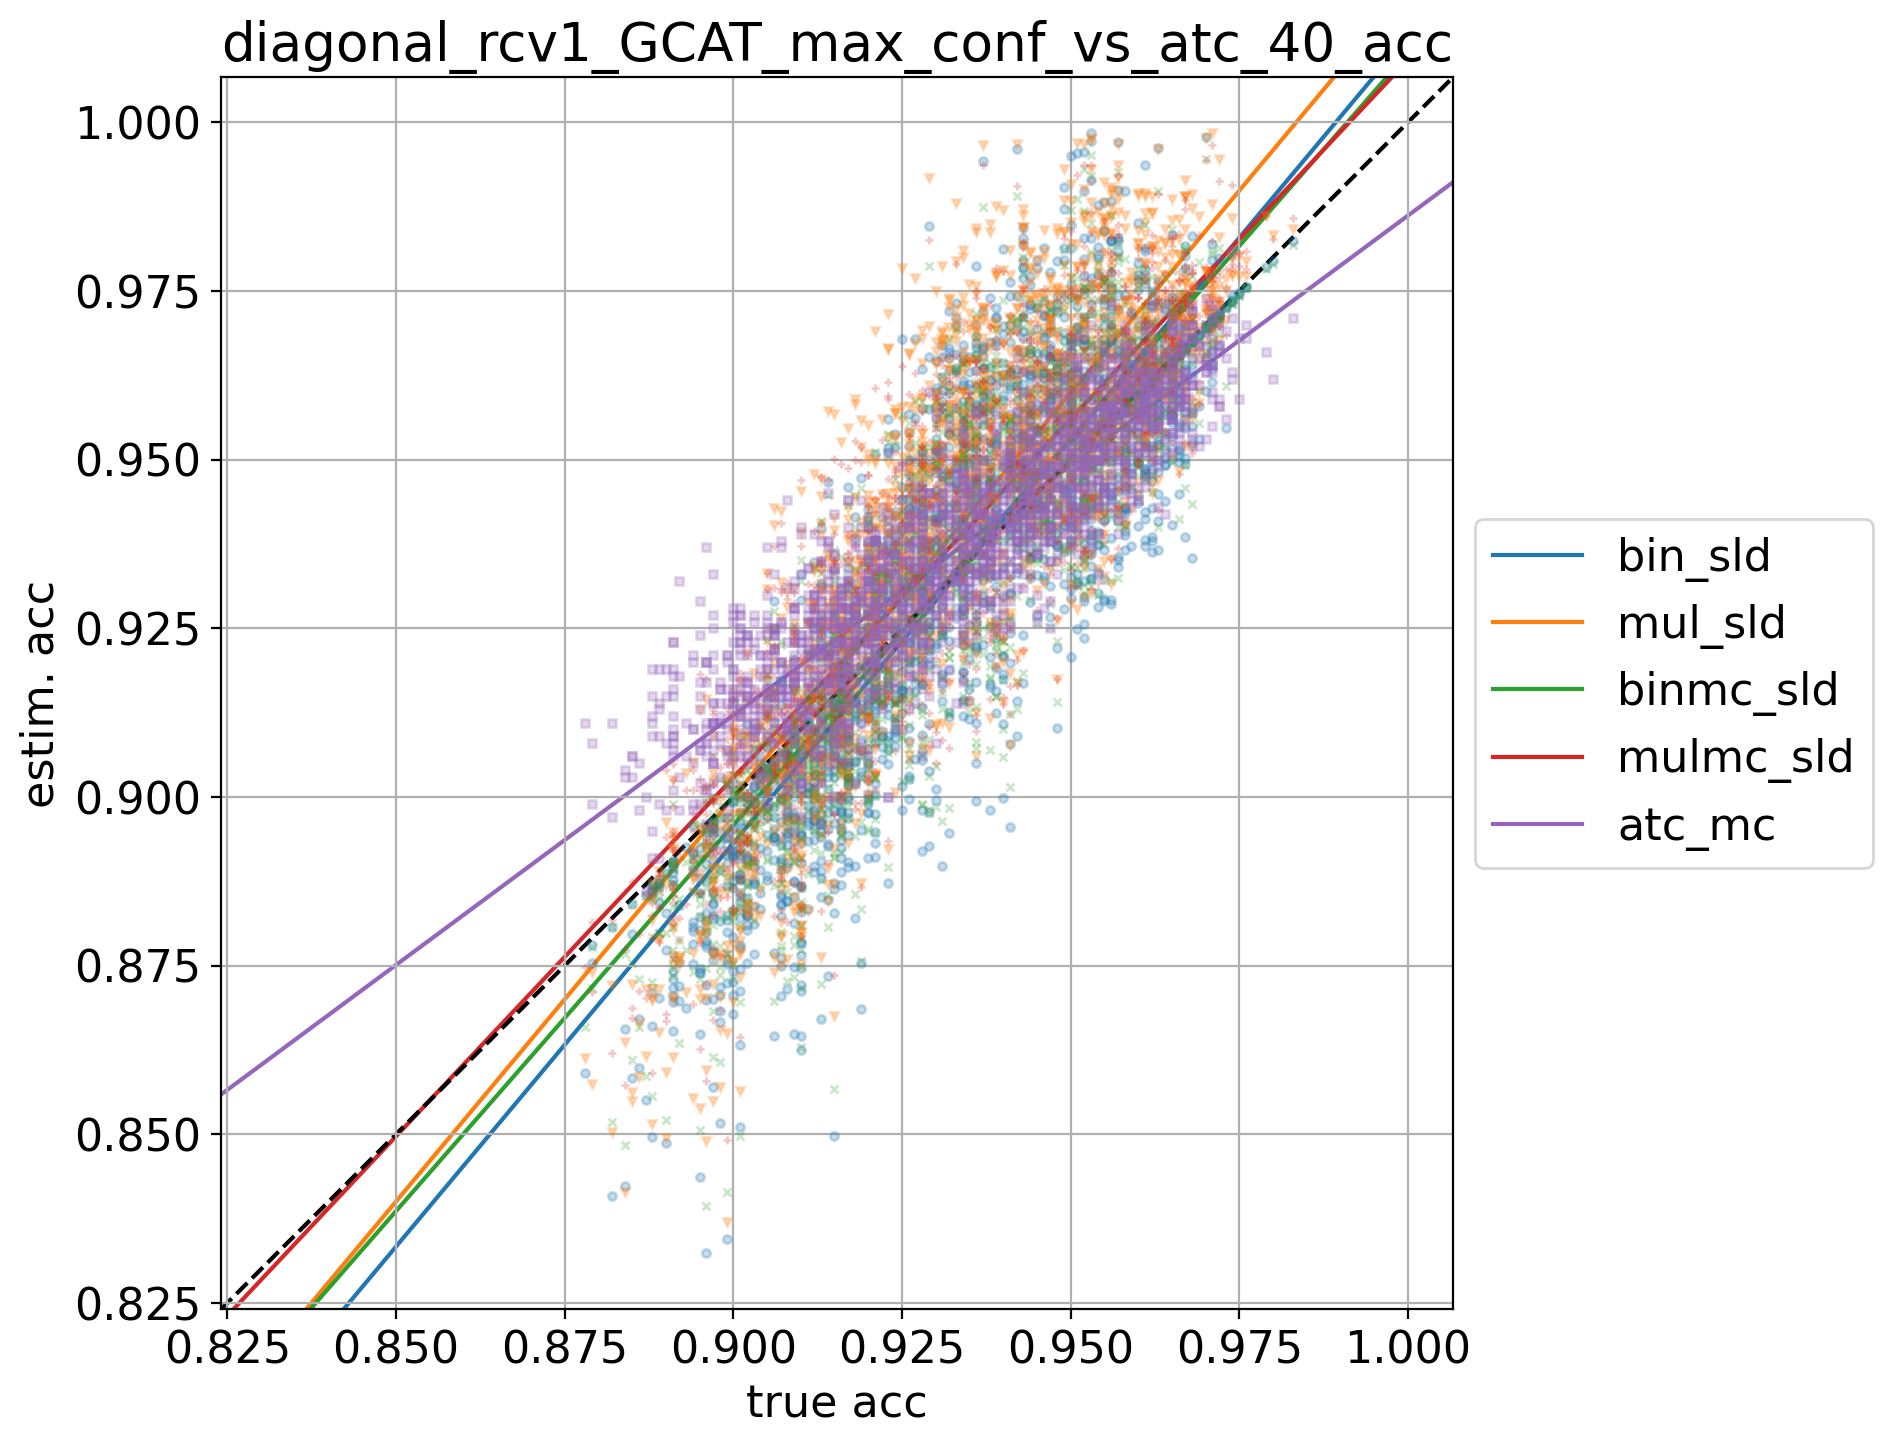 diagonal_rcv1_GCAT_max_conf_vs_atc_40_acc
1.000
0.975
0.950
0.925
0.900
0.875
0.850
0.825
estim. acc
0.825 0.850 0.875 0.900 0.925 0.950 0.975 1.000
true acc
bin_sld
mul_sld
binmc_sld
mulmc_sld
atc_mc